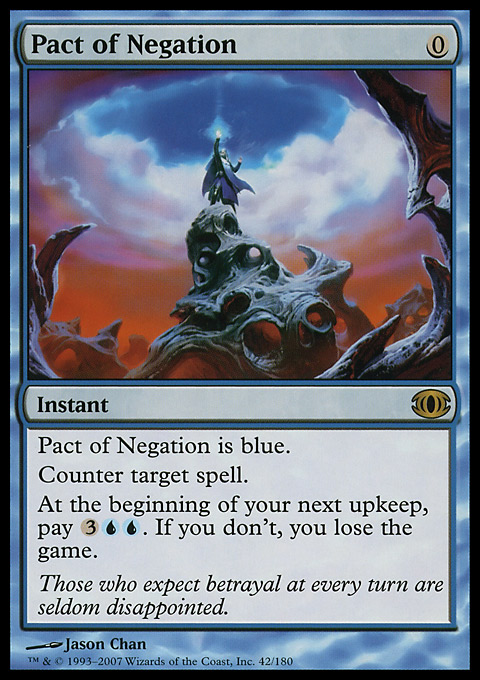 Pact of Negation 0
Instant
Pact of Negation is blue.
Counter target spell.
At the beginning of your next upkeep,
pay 3. If you don't, you lose the
game.
Those who expect betrayal at every turn are
seldom disappointed.
Jason Chan
™ & © 1993–2007 Wizards of the Coast, Inc. 42/180